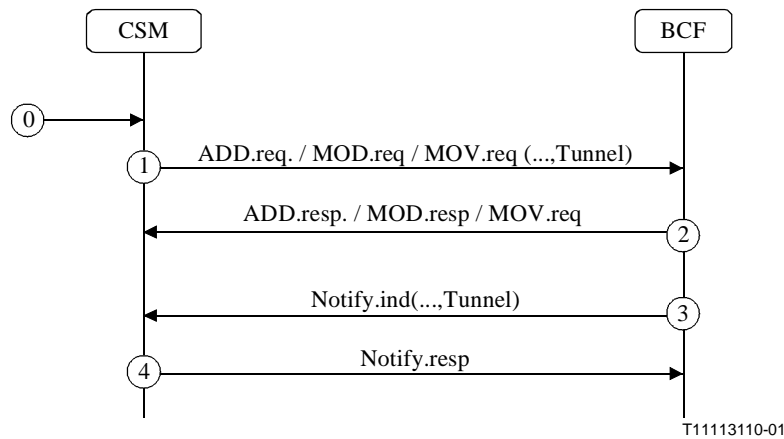 CSM
BCF
0
1
ADD.req. / MOD.req / MOV.req (...,Tunnel)
ADD.resp. / MOD.resp / MOV.req
2
Notify.ind(...,Tunnel)
3
4
Notify.resp
T11113110-01